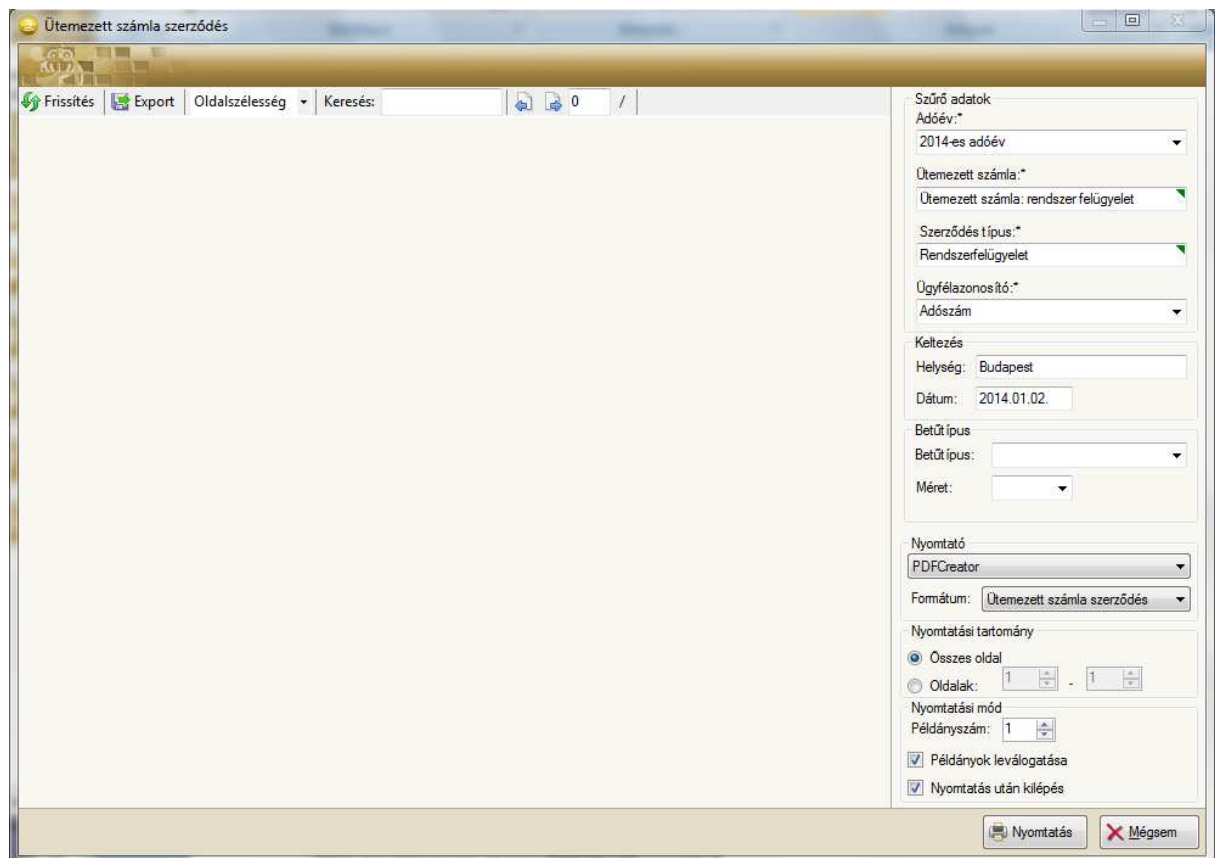 Ütemezett számla szerződés
Frissítés Export Oldalszélesség Keresés: 0 /
Szűrő adatok
Adóév:*
2014-es adóév
Ütemezett számla:*
Ütemezett számla: rendszer felügyelet
Szerződés típus:*
Rendszerfelügyelet
Ügyfélazonosító:*
Adószám
Keltezés
Helység: Budapest
Dátum: 2014.01.02.
Betűtípus
Betűtípus:
Méret:
Nyomtató
PDFCreator
Formátum: Ütemezett számla szerződés
Nyomtatási tartomány
Összes oldal
Oldalak: 1 - 1
Nyomtatási mód
Példányszám: 1
Példányok leválogatása
Nyomtatás után kilépés
Nyomtatás Mégsem